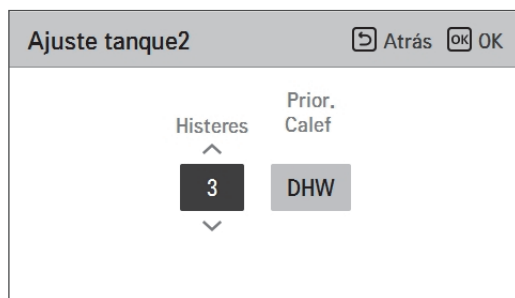 Ajuste tanque2 Atrás OK OK
Prior.
Histeres Calef
3 DHW